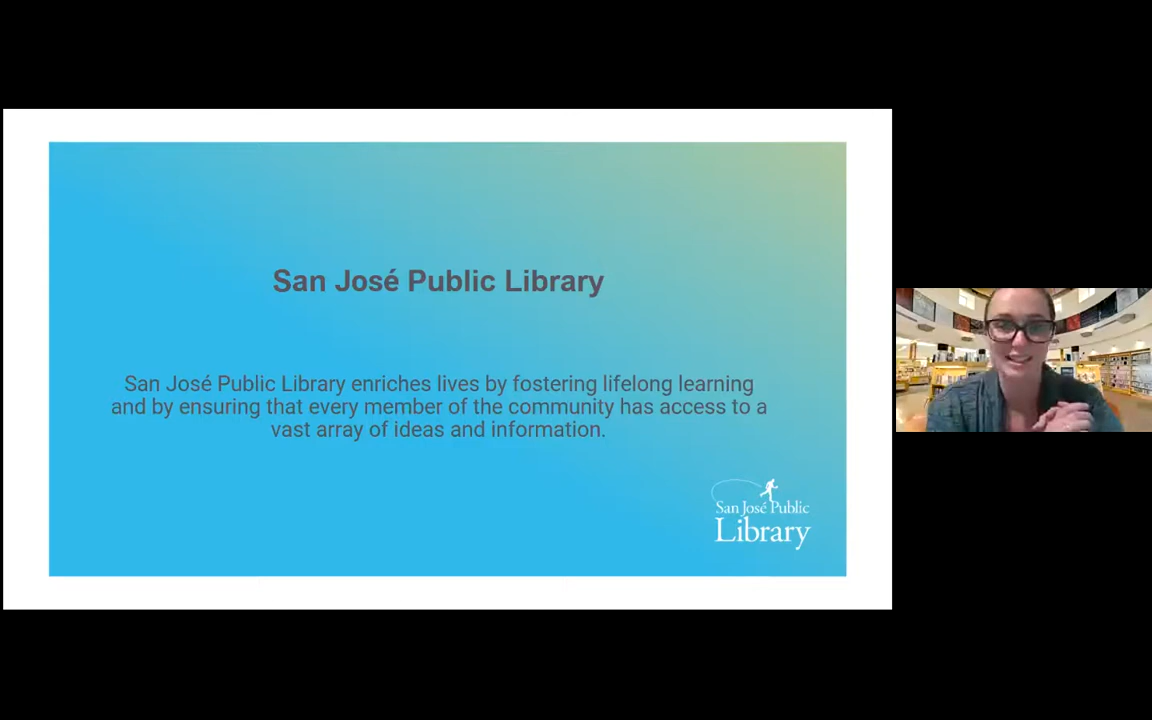 San José Public Library
San José Public Library enriches lives by fostering lifelong learning
and by ensuring that every member of the community has access to a
vast array of ideas and information.
San José Public
Library